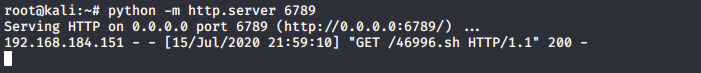 root@kali:~# python -m http.server 6789
Serving HTTP on 0.0.0.0 port 6789 (http://0.0.0.0:6789/) ...
192.168.184.151 - - [15/Jul/2020 21:59:10] "GET /46996.sh HTTP/1.1" 200 -